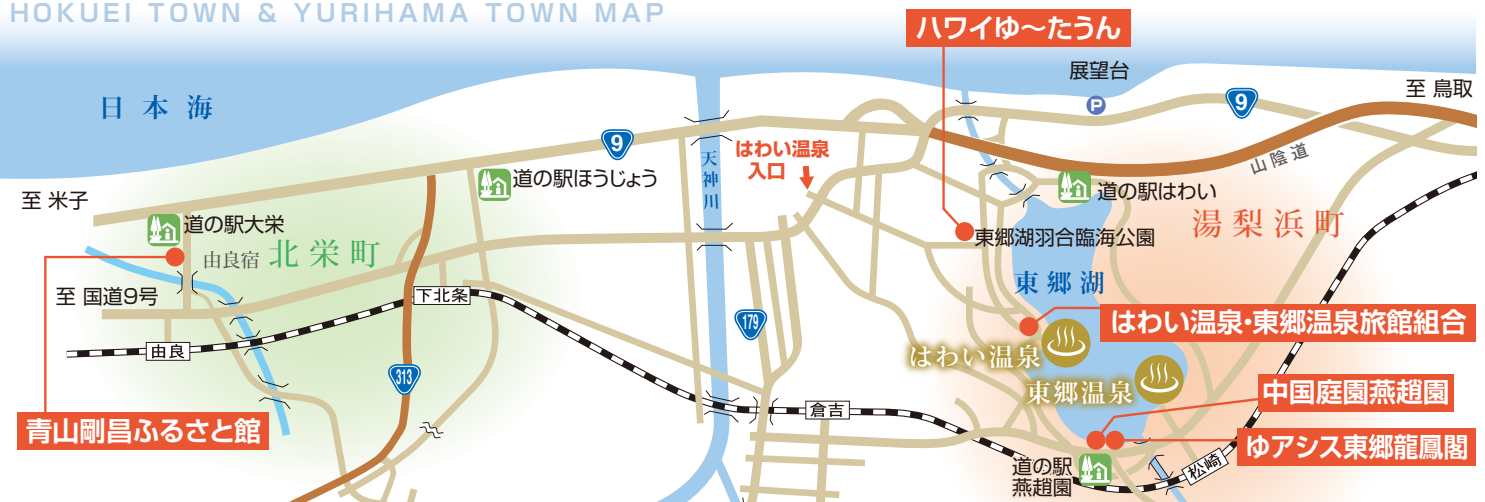 HOKUEI TOWN & YURIHAMA TOWN MAP
ハワイゆ～たうん
展望台
P
9
至 鳥取
日本海
9
天神川
はわい温泉
入口
山陰道
道の駅ほうじょう
道の駅はわい
至 米子
道の駅大栄
湯梨浜町
由良宿
北栄町
東郷湖羽合臨海公園
東郷湖
至 国道9号
下北条
179
はわい温泉・東郷温泉旅館組合
由良
はわい温泉
313
東郷温泉
中国庭園燕趙園
倉吉
青山剛昌ふるさと館
ゆアシス東郷龍鳳閣
道の駅
燕趙園
松崎